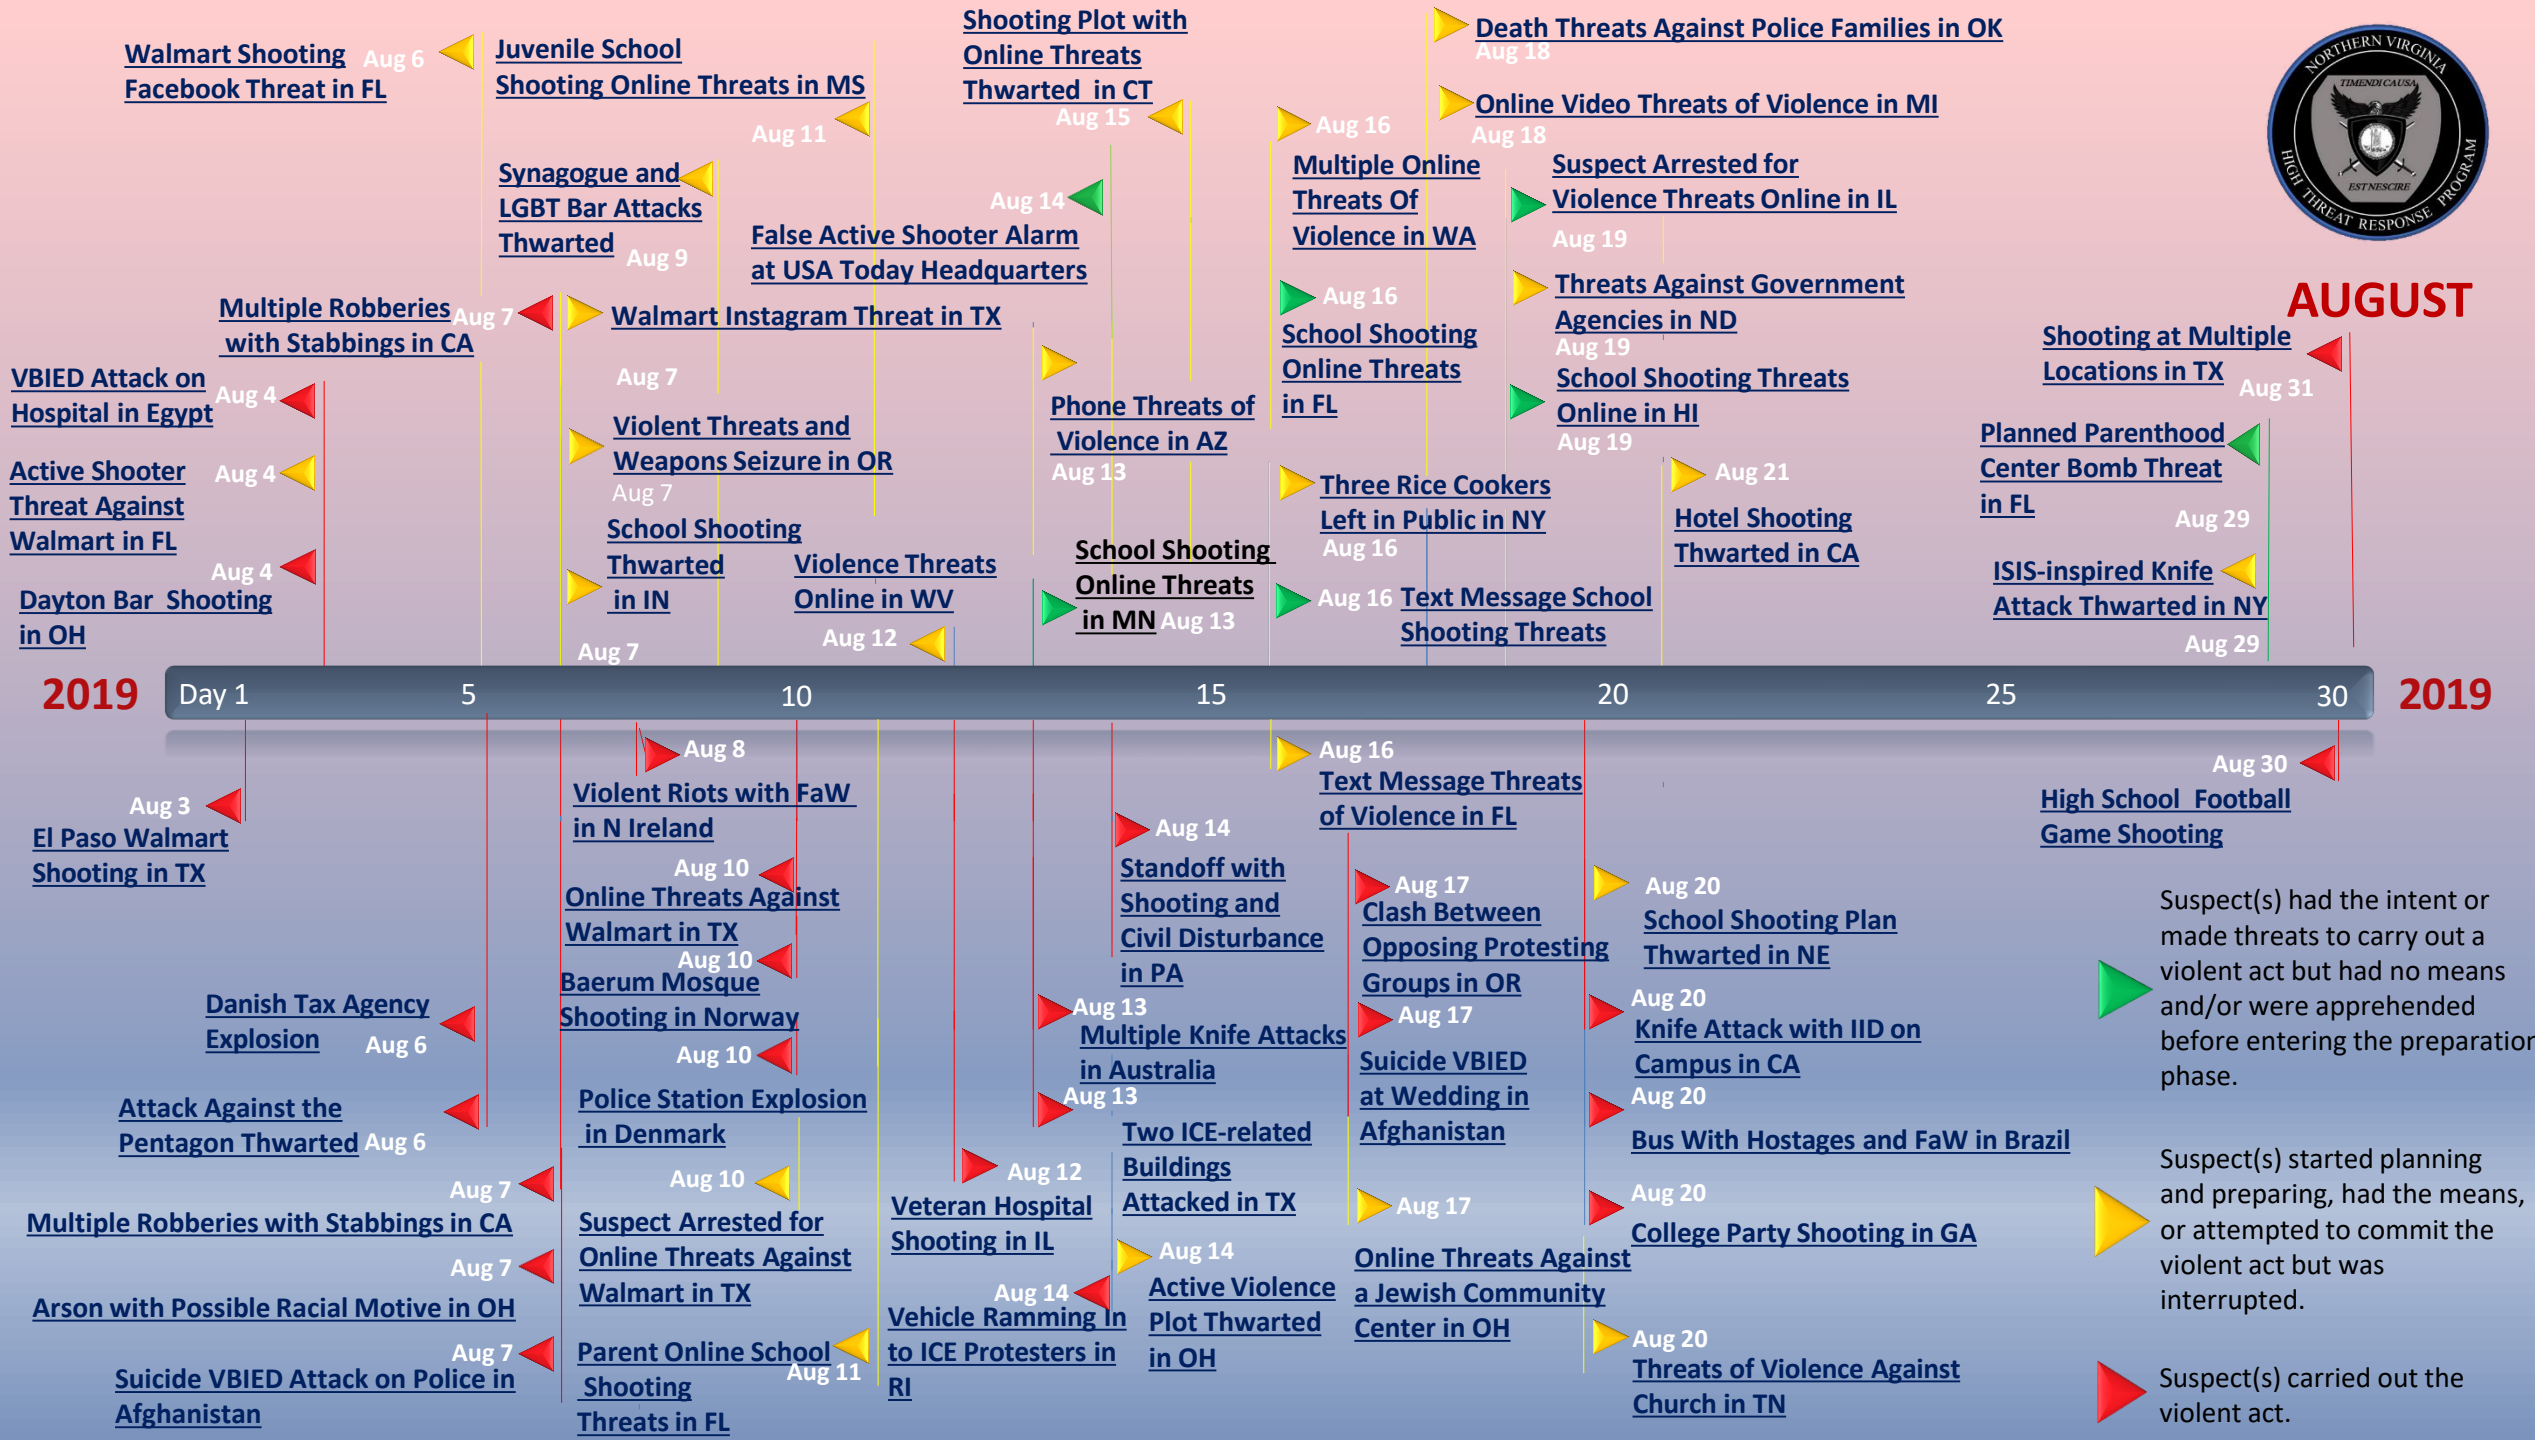 Walmart Shooting
Facebook Threat in FL
Aug 6
Juvenile School
Shooting Online Threats in MS
Aug 11
Synagogue and
LGBT Bar Attacks
Thwarted
Aug 9
Shooting Plot with
Online Threats
Thwarted in CT
Aug 15
Aug 14
False Active Shooter Alarm
at USA Today Headquarters
Death Threats Against Police Families in OK
Aug 18
Online Video Threats of Violence in MI
Aug 18
Aug 16
Multiple Online
Threats Of
Violence in WA
Suspect Arrested for
Violence Threats Online in IL
Aug 19
Aug 16
School Shooting
Online Threats
in FL
Threats Against Government
Agencies in ND
Aug 19
School Shooting Threats
Online in HI
Aug 19
NORTHERN VIRGINIA
TIMENDI CAUSA
EST NESCIRE
HIGH THREAT RESPONSE PROGRAM
AUGUST
Multiple Robberies
with Stabbings in CA
Aug 7
Walmart Instagram Threat in TX
Aug 7
VBIED Attack on
Hospital in Egypt
Aug 4
Active Shooter
Threat Against
Walmart in FL
Aug 4
Aug 4
Dayton Bar Shooting
in OH
Violent Threats and
Weapons Seizure in OR
Aug 7
School Shooting
Thwarted
in IN
Aug 7
Violence Threats
Online in WV
Aug 12
Phone Threats of
Violence in AZ
Aug 13
School Shooting
Online Threats
in MN
Aug 13
Three Rice Cookers
Left in Public in NY
Aug 16
Aug 16
Text Message School
Shooting Threats
Aug 21
Hotel Shooting
Thwarted in CA
Shooting at Multiple
Locations in TX
Aug 31
Planned Parenthood
Center Bomb Threat
in FL
Aug 29
ISIS-inspired Knife
Attack Thwarted in NY
Aug 29
2019
Day 1
5
10
15
20
25
30
2019
Aug 3
El Paso Walmart
Shooting in TX
Danish Tax Agency
Explosion
Aug 6
Attack Against the
Pentagon Thwarted
Aug 6
Aug 7
Multiple Robberies with Stabbings in CA
Aug 7
Arson with Possible Racial Motive in OH
Aug 7
Suicide VBIED Attack on Police in
Afghanistan
Aug 8
Violent Riots with FaW
in N Ireland
Aug 10
Online Threats Against
Walmart in TX
Aug 10
Baerum Mosque
Shooting in Norway
Aug 10
Police Station Explosion
in Denmark
Aug 10
Suspect Arrested for
Online Threats Against
Walmart in TX
Parent Online School
Shooting
Threats in FL
Aug 11
Aug 12
Veteran Hospital
Shooting in IL
Aug 14
Vehicle Ramming In
to ICE Protesters in
RI
Aug 14
Standoff with
Shooting and
Civil Disturbance
in PA
Aug 13
Multiple Knife Attacks
in Australia
Aug 13
Two ICE-related
Buildings
Attacked in TX
Aug 14
Active Violence
Plot Thwarted
in OH
Aug 16
Text Message Threats
of Violence in FL
Aug 17
Clash Between
Opposing Protesting
Groups in OR
Aug 17
Suicide VBIED
at Wedding in
Afghanistan
Aug 17
Online Threats Against
a Jewish Community
Center in OH
Aug 20
School Shooting Plan
Thwarted in NE
Aug 20
Knife Attack with IID on
Campus in CA
Aug 20
Bus With Hostages and FaW in Brazil
Aug 20
College Party Shooting in GA
Aug 20
Threats of Violence Against
Church in TN
Aug 30
High School Football
Game Shooting
Suspect(s) had the intent or
made threats to carry out a
violent act but had no means
and/or were apprehended
before entering the preparation
phase.
Suspect(s) started planning
and preparing, had the means,
or attempted to commit the
violent act but was
interrupted.
Suspect(s) carried out the
violent act.